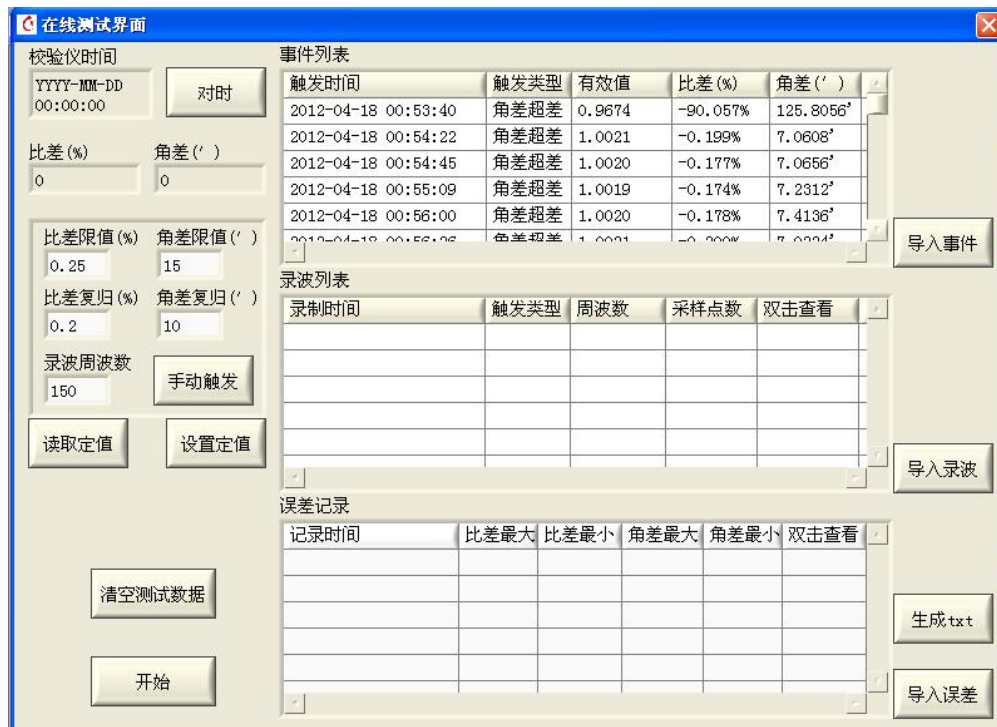 在线测试界面
校验仪时间
YYYY-MM-DD
00:00:00
对时
比差(%) 角差(′)
0 0
比差限值(%) 角差限值(′)
0.25 15
比差复归(%) 角差复归(′)
0.2 10
录波周波数
150
手动触发
读取定值 设置定值
清空测试数据
开始
事件列表
触发时间 触发类型 有效值 比差(%) 角差(′)
2012-04-18 00:53:40 角差超差 0.9674 -90.057% 125.8056’
2012-04-18 00:54:22 角差超差 1.0021 -0.199% 7.0608’
2012-04-18 00:54:45 角差超差 1.0020 -0.177% 7.0656’
2012-04-18 00:55:09 角差超差 1.0019 -0.174% 7.2312’
2012-04-18 00:56:00 角差超差 1.0020 -0.178% 7.4136’
导入事件
录波列表
录制时间 触发类型 周波数 采样点数 双击查看
导入录波
误差记录
记录时间 比差最大 比差最小 角差最大 角差最小 双击查看
生成txt
导入误差